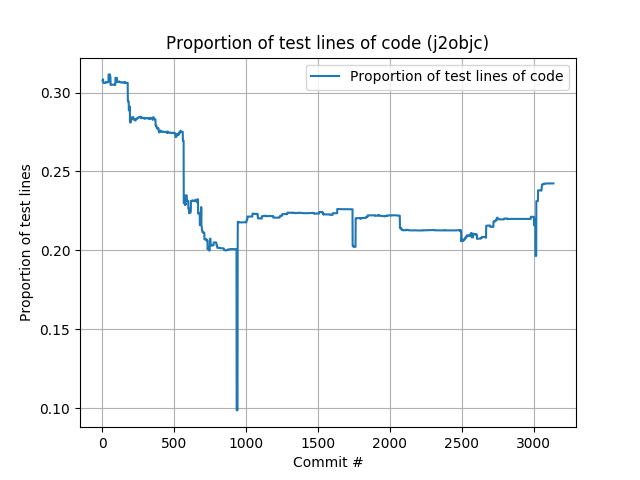 Proportion of test lines of code (j2objc)
Proportion of test lines of code
Proportion of test lines
0.30
0.25
0.20
0.15
0.10
0 500 1000 1500 2000 2500 3000
Commit #